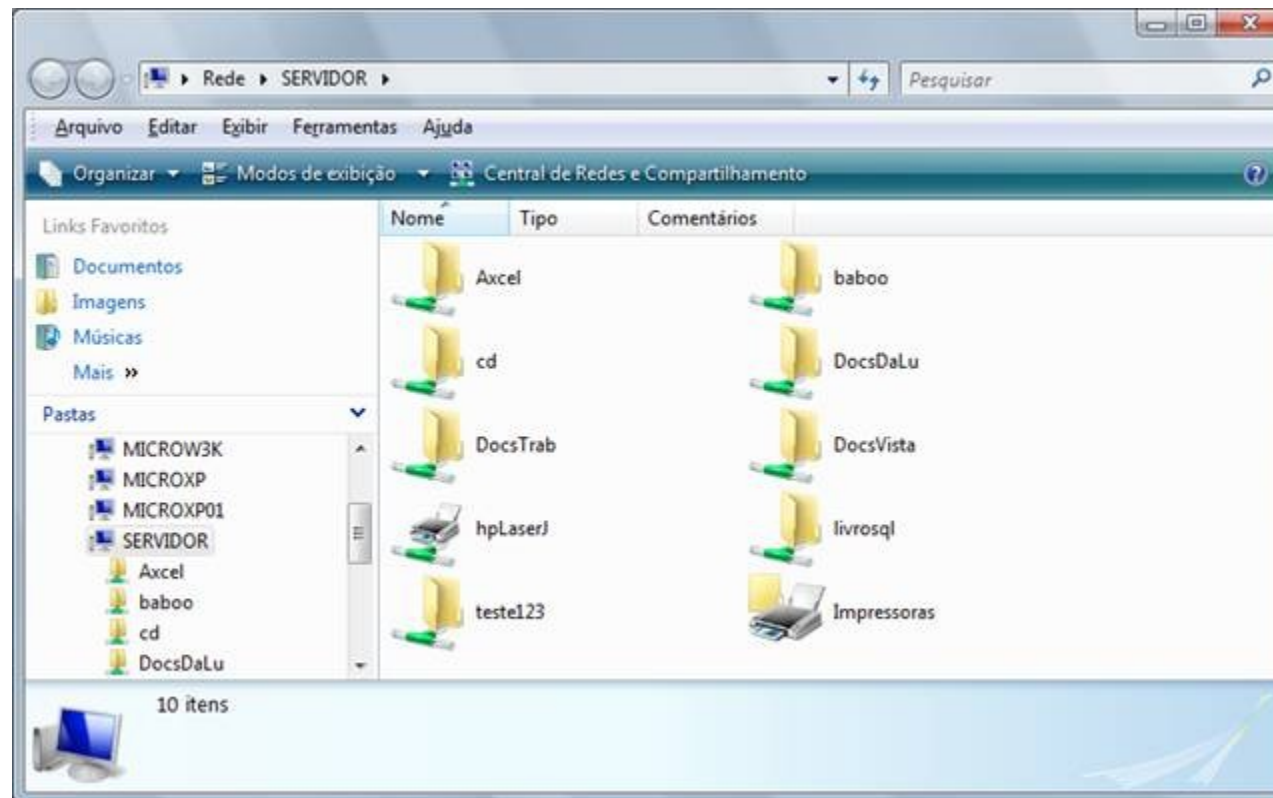 Rede ▸ SERVIDOR ▸
Pesquisar
Arquivo Editar Exibir Ferramentas Ajuda
Organizar Modos de exibição Central de Redes e Compartilhamento
Links Favoritos
Documentos
Imagens
Músicas
Mais »
Pastas
MICROW3K
MICROXP
MICROXP01
SERVIDOR
Axcel
baboo
cd
DocsDaLu
Nome Tipo Comentários
Axcel baboo
cd DocsDaLu
DocsTrab DocsVista
hpLaserJ livrosql
teste123 Impressoras
10 itens